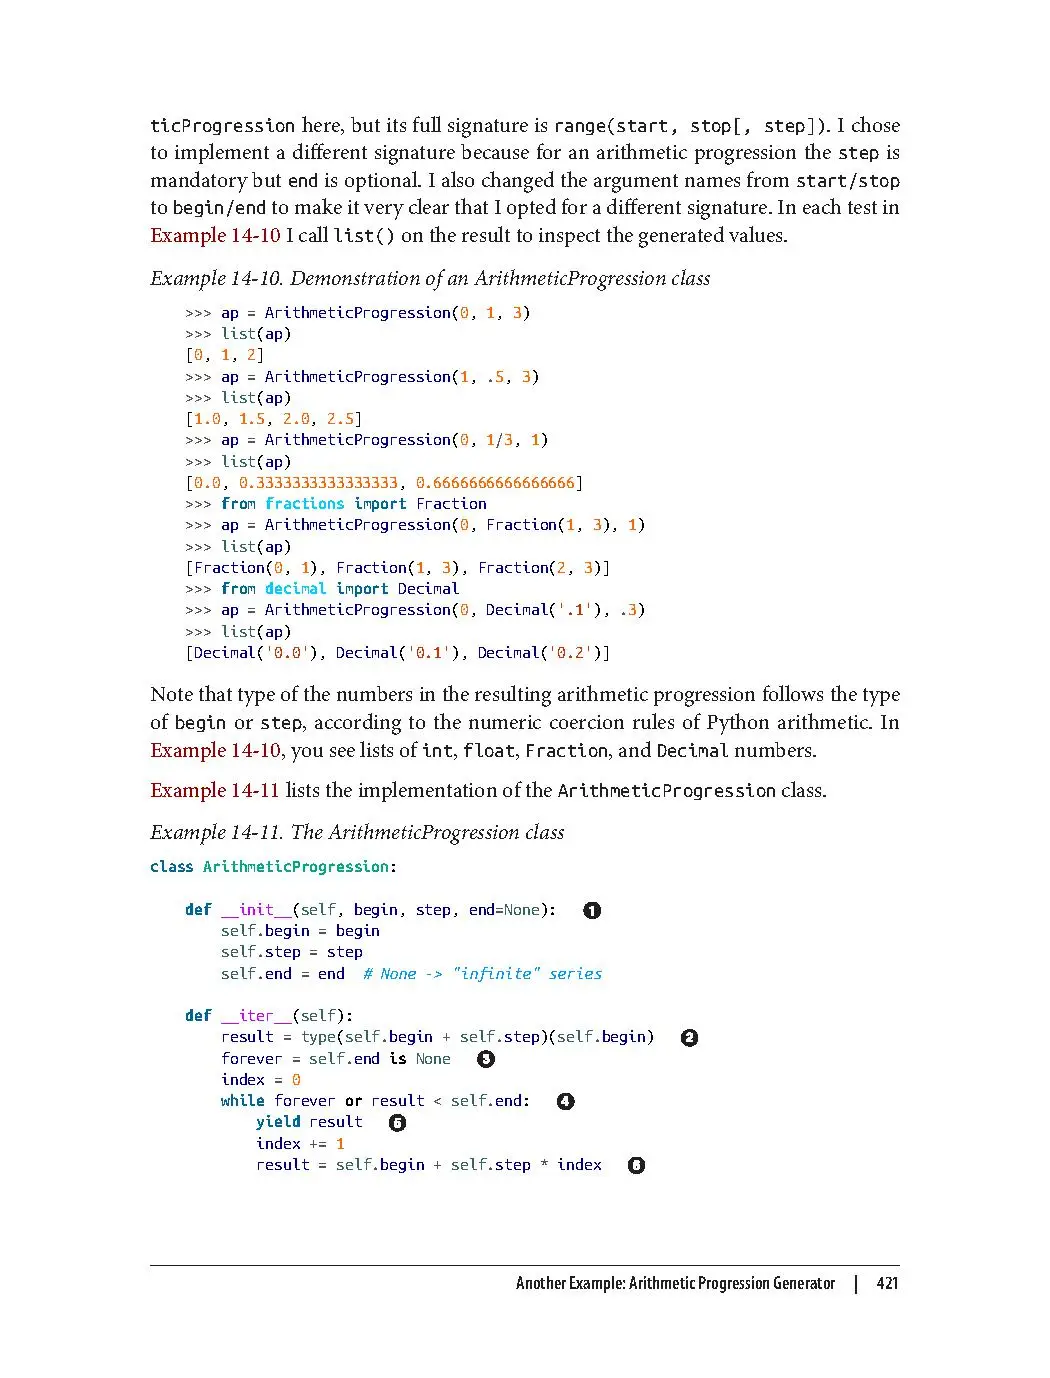 ticProgression here, but its full signature is range(start, stop[, step]). I chose
to implement a different signature because for an arithmetic progression the step is
mandatory but end is optional. I also changed the argument names from start/stop
to begin/end to make it very clear that I opted for a different signature. In each test in
Example 14-10 I call list() on the result to inspect the generated values.
Example 14-10. Demonstration of an ArithmeticProgression class
>>> ap = ArithmeticProgression(0, 1, 3)
>>> list(ap)
[0, 1, 2]
>>> ap = ArithmeticProgression(1, .5, 3)
>>> list(ap)
[1.0, 1.5, 2.0, 2.5]
>>> ap = ArithmeticProgression(0, 1/3, 1)
>>> list(ap)
[0.0, 0.3333333333333333, 0.6666666666666666]
>>> from fractions import Fraction
>>> ap = ArithmeticProgression(0, Fraction(1, 3), 1)
>>> list(ap)
[Fraction(0, 1), Fraction(1, 3), Fraction(2, 3)]
>>> from decimal import Decimal
>>> ap = ArithmeticProgression(0, Decimal('.1'), .3)
>>> list(ap)
[Decimal('0.0'), Decimal('0.1'), Decimal('0.2')]
Note that type of the numbers in the resulting arithmetic progression follows the type
of begin or step, according to the numeric coercion rules of Python arithmetic. In
Example 14-10, you see lists of int, float, Fraction, and Decimal numbers.
Example 14-11 lists the implementation of the ArithmeticProgression class.
Example 14-11. The ArithmeticProgression class
class ArithmeticProgression:
def __init__(self, begin, step, end=None): 1
self.begin = begin
self.step = step
self.end = end # None -> "infinite" series
def __iter__(self):
result = type(self.begin + self.step)(self.begin) 2
forever = self.end is None 3
index = 0
while forever or result < self.end: 4
yield result 5
index += 1
result = self.begin + self.step * index 6
Another Example: Arithmetic Progression Generator | 421